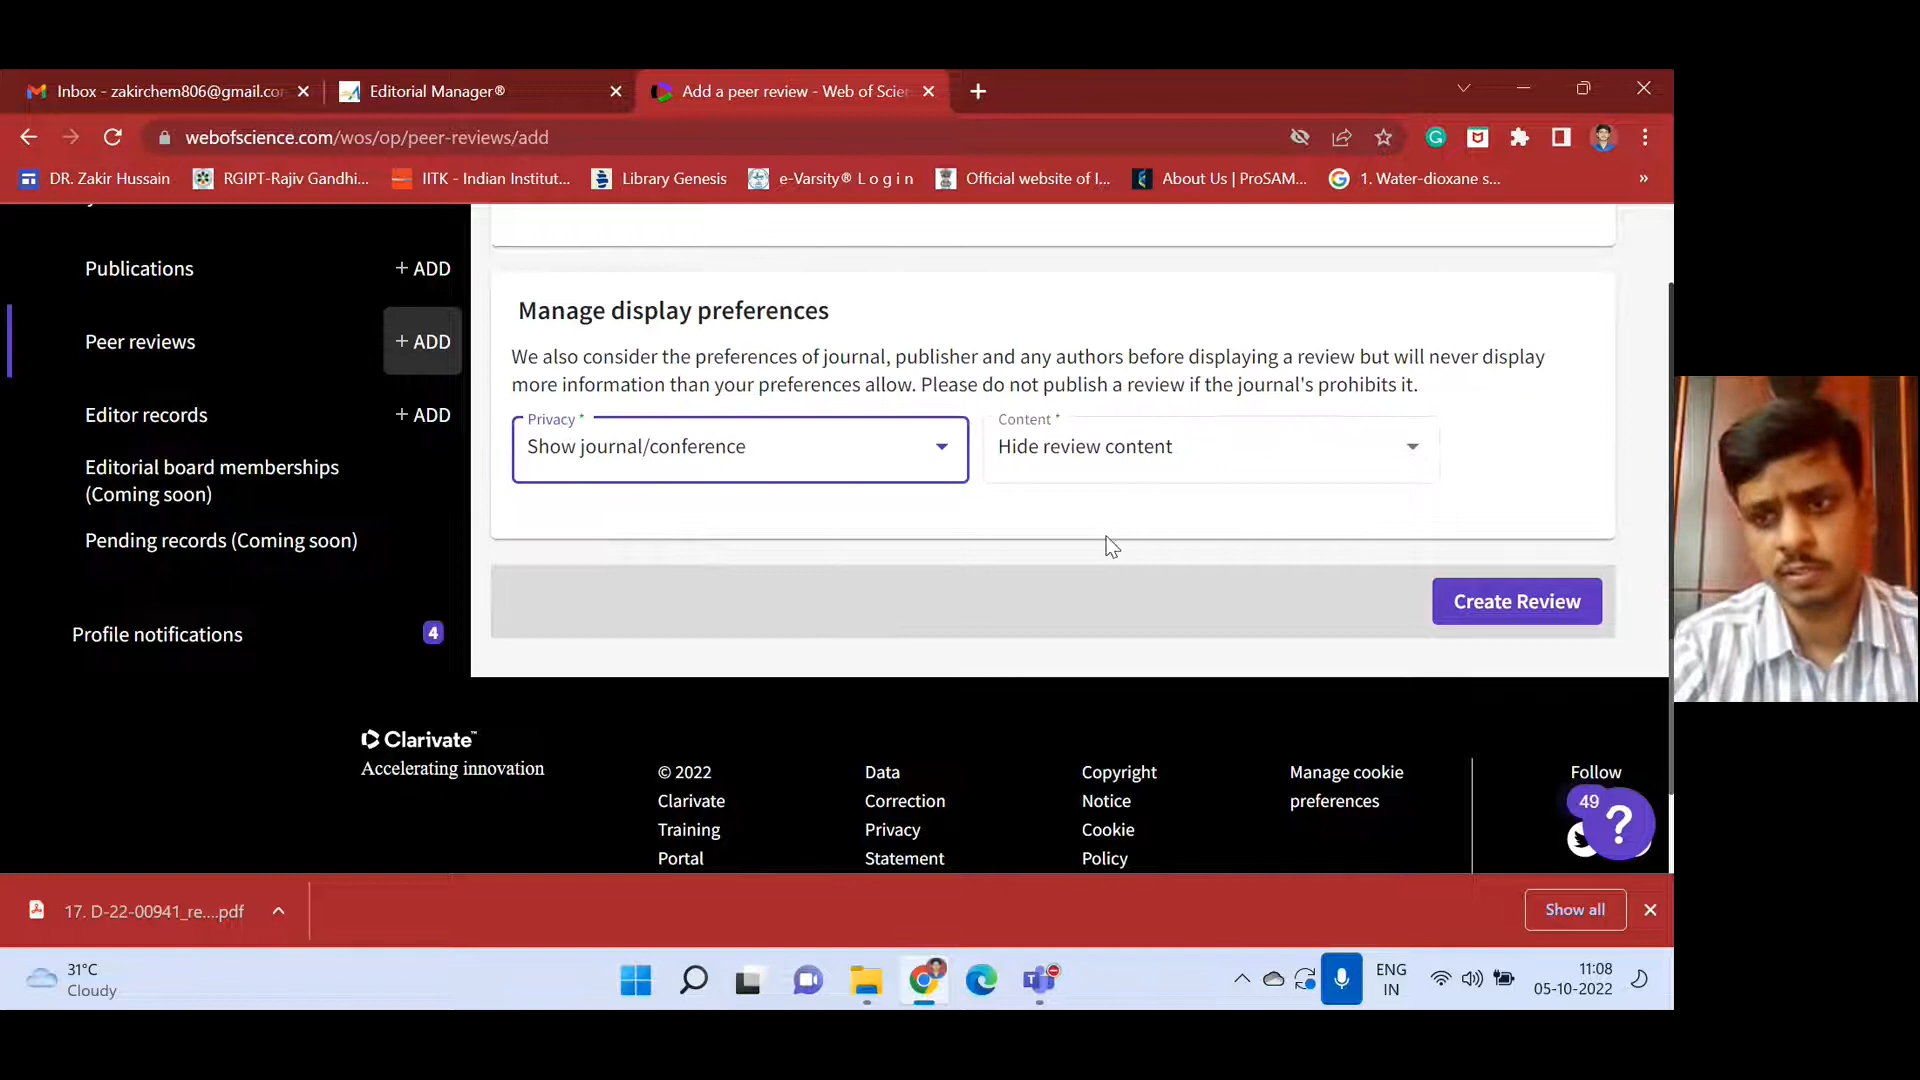 Inbox - zakirchem806@gmail.co
Editorial Manager®
Add a peer review - Web of Scien
webofscience.com/wos/op/peer-reviews/add
DR. Zakir Hussain
RGIPT-Rajiv Gandhi...
IITK - Indian Institut...
Library Genesis
e-Varsity® L o g i n
Official website of I...
About Us | ProSAM...
1. Water-dioxane s...
»
Publications
+ ADD
Peer reviews
+ ADD
Editor records
+ ADD
Editorial board memberships
(Coming soon)
Pending records (Coming soon)
Profile notifications
4
Manage display preferences
We also consider the preferences of journal, publisher and any authors before displaying a review but will never display
more information than your preferences allow. Please do not publish a review if the journal's prohibits it.
Privacy *
Show journal/conference
Content *
Hide review content
Create Review
Clarivate™
Accelerating innovation
© 2022
Clarivate
Training
Portal
Data
Correction
Privacy
Statement
Copyright
Notice
Cookie
Policy
Manage cookie
preferences
Follow
49
?
17. D-22-00941_re....pdf
Show all
31°C
Cloudy
ENG
IN
11:08
05-10-2022